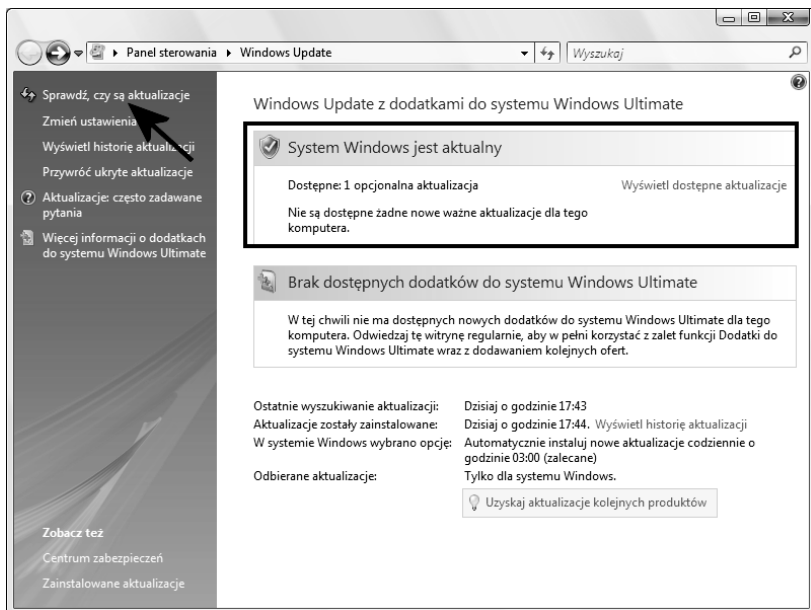 Panel sterowania
Windows Update
Wyszukaj
Sprawdź, czy są aktualizacje
Zmień ustawienia
Wyświetl historię aktualizacji
Przywróć ukryte aktualizacje
Aktualizacje: często zadawane
pytania
Więcej informacji o dodatkach
do systemu Windows Ultimate
Zobacz też
Centrum zabezpieczeń
Zainstalowane aktualizacje
Windows Update z dodatkami do systemu Windows Ultimate
System Windows jest aktualny
Dostępne: 1 opcjonalna aktualizacja Wyświetl dostępne aktualizacje
Nie są dostępne żadne nowe ważne aktualizacje dla tego
komputera.
Brak dostępnych dodatków do systemu Windows Ultimate
W tej chwili nie ma dostępnych nowych dodatków do systemu Windows Ultimate dla tego
komputera. Odwiedzaj tę witrynę regularnie, aby w pełni korzystać z zalet funkcji Dodatki do
systemu Windows Ultimate wraz z dodawaniem kolejnych ofert.
Ostatnie wyszukiwanie aktualizacji: Dzisiaj o godzinie 17:43
Aktualizacje zostały zainstalowane: Dzisiaj o godzinie 17:44. Wyświetl historię aktualizacji
W systemie Windows wybrano opcję: Automatycznie instaluj nowe aktualizacje codziennie o
godzinie 03:00 (zalecane)
Odbierane aktualizacje: Tylko dla systemu Windows.
Uzyskaj aktualizacje kolejnych produktów